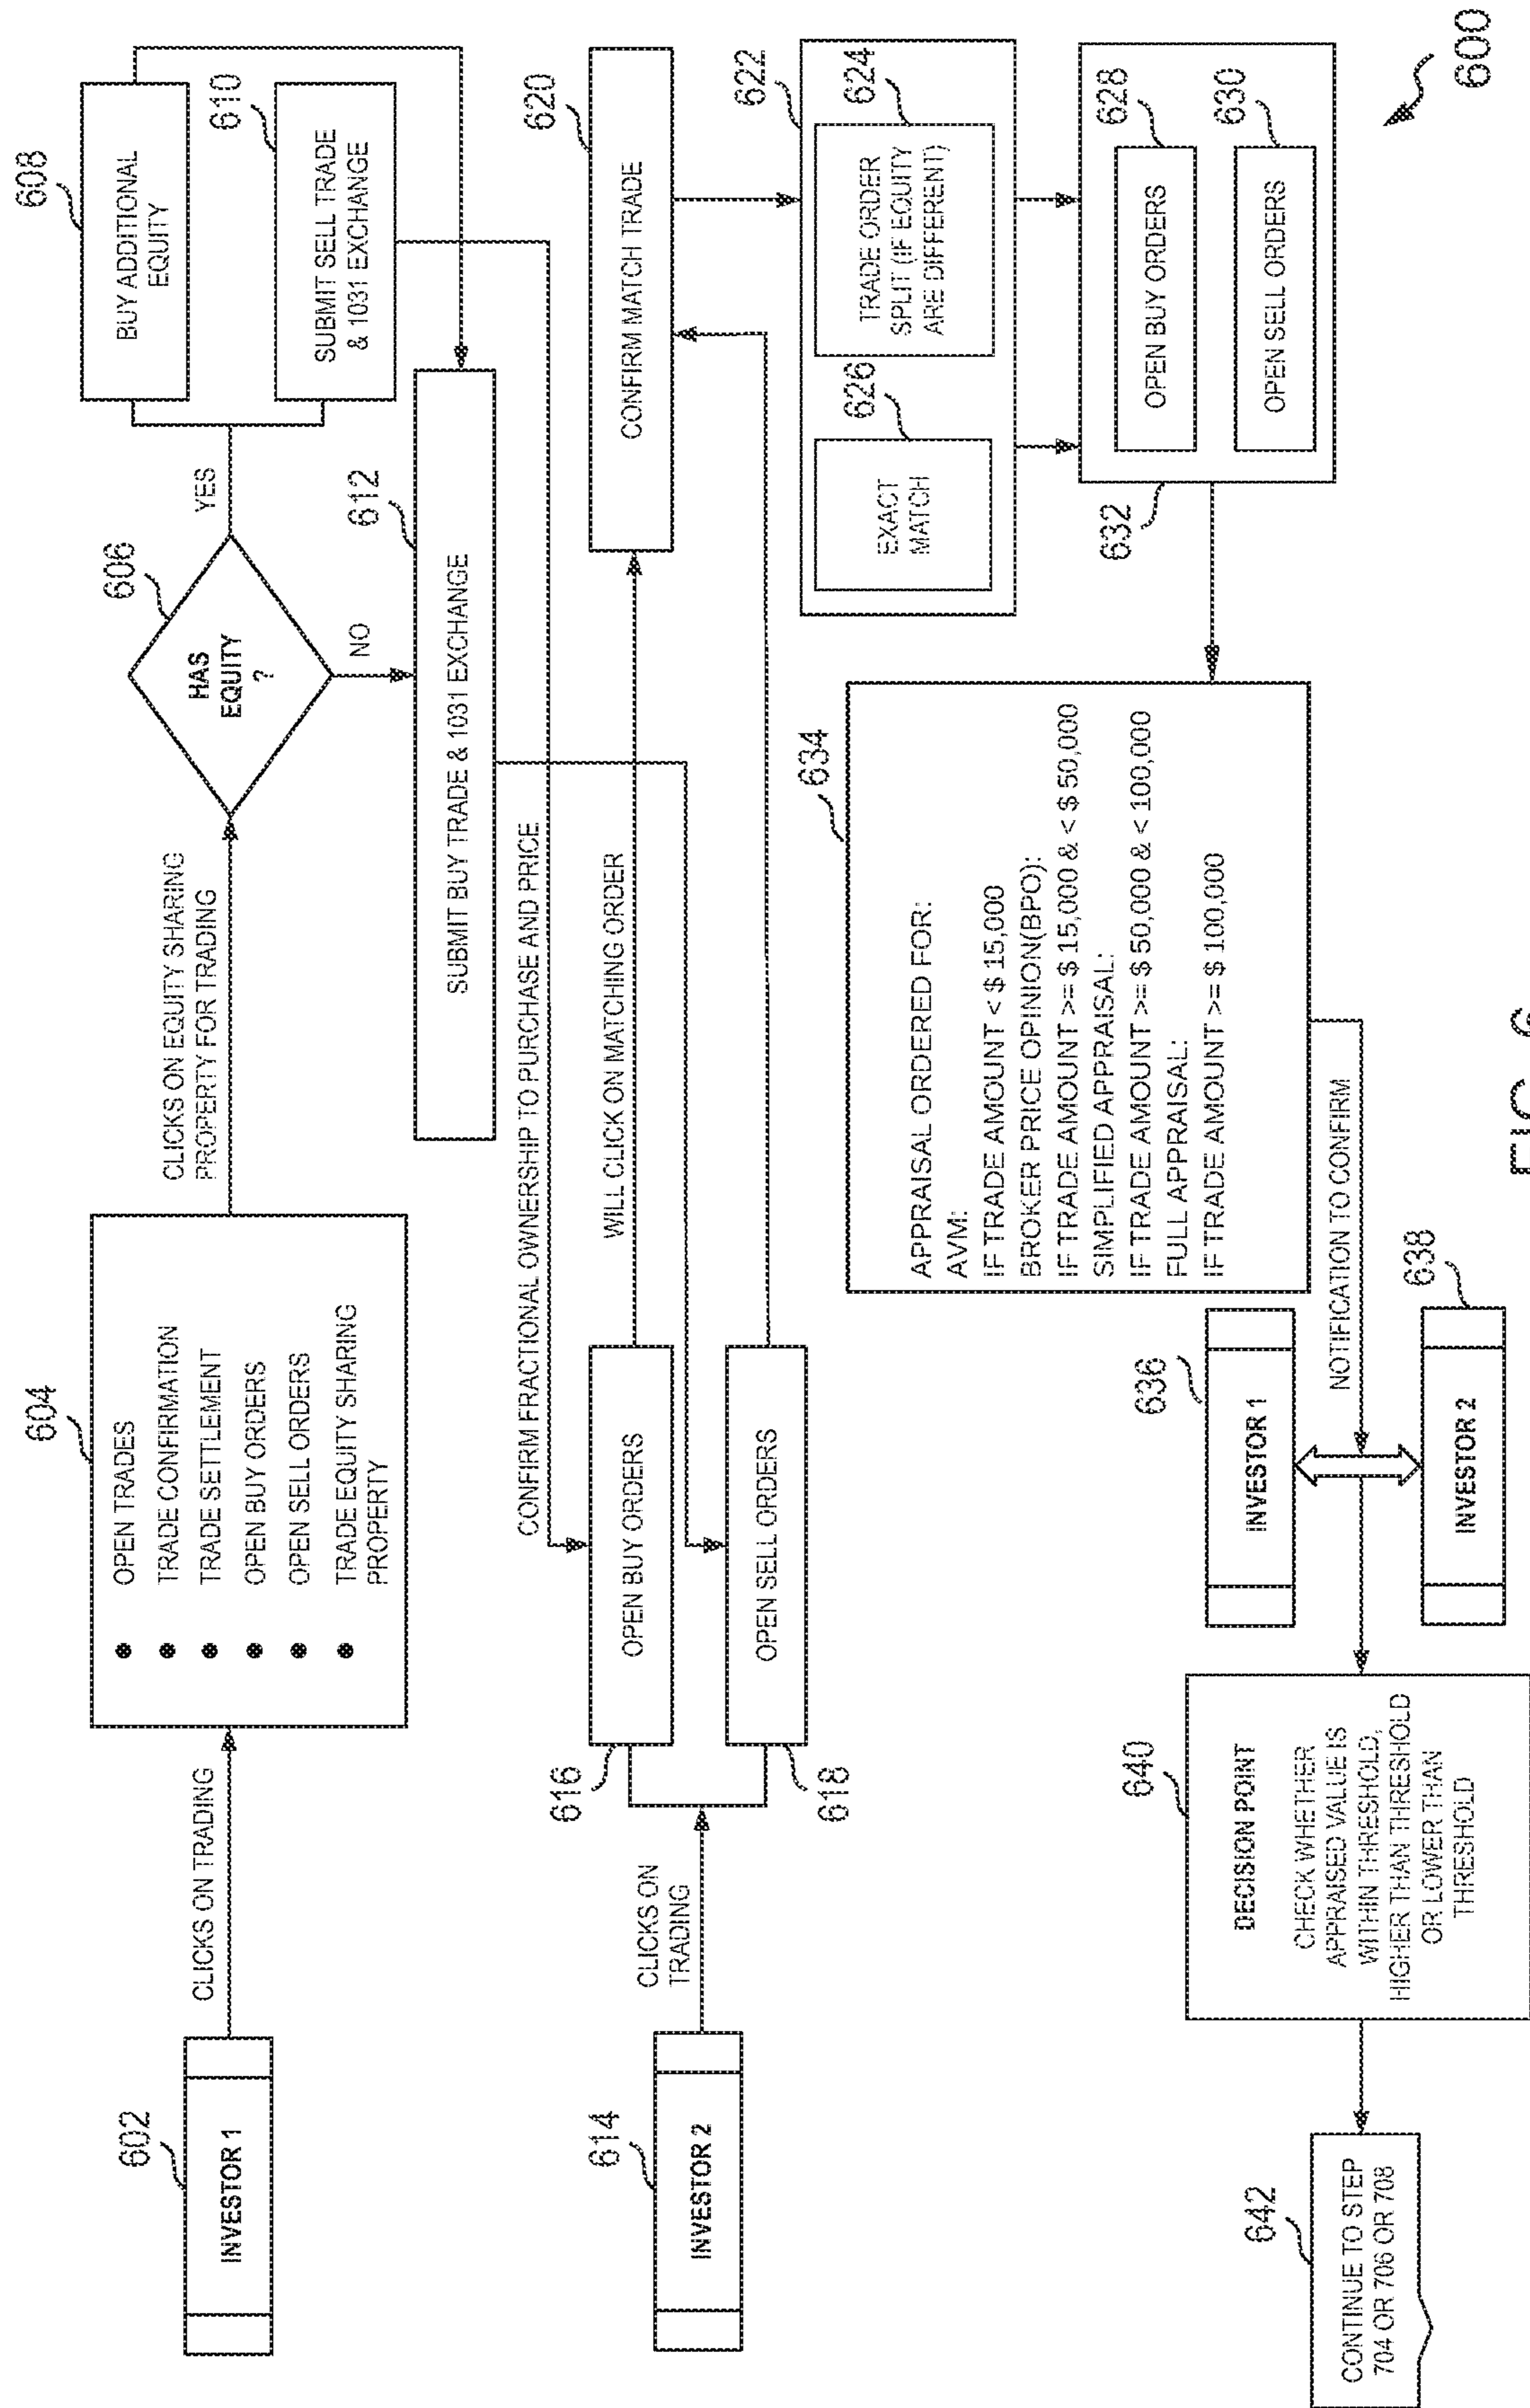 602
INVESTOR 1
CLICKS ON TRADING
604
OPEN TRADES
TRADE CONFIRMATION
TRADE SETTLEMENT
OPEN BUY ORDERS
OPEN SELL ORDERS
TRADE EQUITY SHARING
PROPERTY
CLICKS ON EQUITY SHARING
PROPERTY FOR TRADING
606
HAS
EQUITY
?
YES
NO
608
BUY ADDITIONAL
EQUITY
610
SUBMIT SELL TRADE
& 1031 EXCHANGE
612
SUBMIT BUY TRADE & 1031 EXCHANGE
CONFIRM FRACTIONAL OWNERSHIP TO PURCHASE AND PRICE
614
INVESTOR 2
CLICKS ON
TRADING
616
OPEN BUY ORDERS
618
OPEN SELL ORDERS
WILL CLICK ON MATCHING ORDER
620
CONFIRM MATCH TRADE
622
624
TRADE ORDER
SPLIT (IF EQUITY
ARE DIFFERENT)
626
EXACT
MATCH
628
OPEN BUY ORDERS
630
OPEN SELL ORDERS
632
634
APPRAISAL ORDERED FOR:
AVM:
IF TRADE AMOUNT < $ 15,000
BROKER PRICE OPINION(BPO):
IF TRADE AMOUNT >= $ 15,000 & < $ 50,000
SIMPLIFIED APPRAISAL:
IF TRADE AMOUNT >= $ 50,000 & < 100,000
FULL APPRAISAL:
IF TRADE AMOUNT >= $ 100,000
NOTIFICATION TO CONFIRM
636
INVESTOR 1
638
INVESTOR 2
640
DECISION POINT
CHECK WHETHER
APPRAISED VALUE IS
WITHIN THRESHOLD,
HIGHER THAN THRESHOLD
OR LOWER THAN
THRESHOLD
642
CONTINUE TO STEP
704 OR 706 OR 708
600
FIG. 6